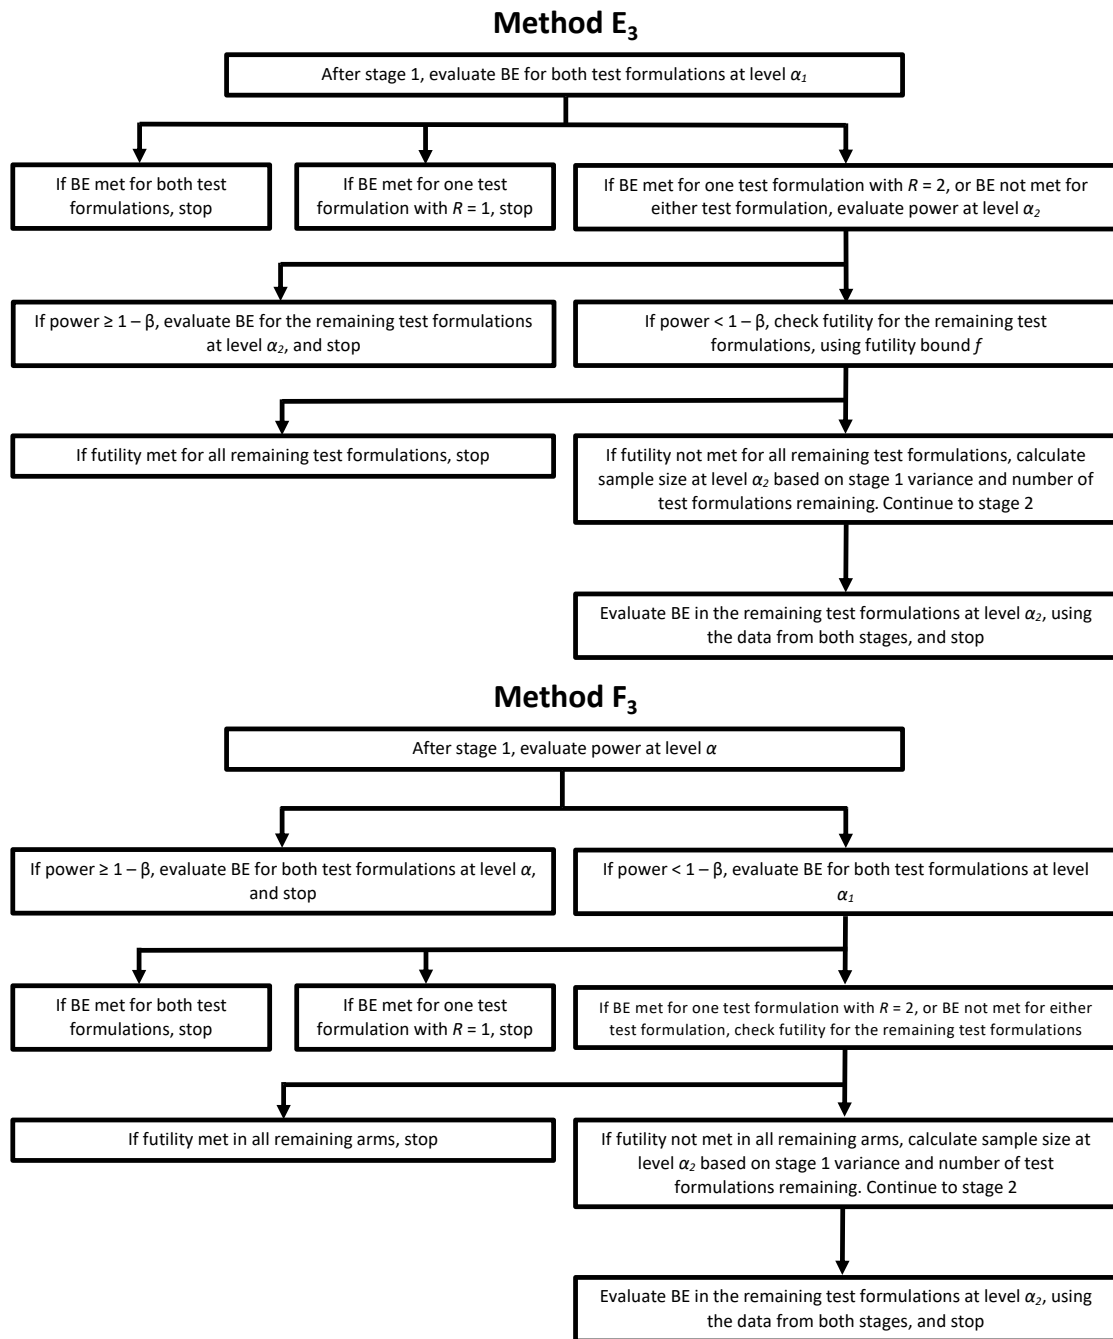 Method E₃
After stage 1, evaluate BE for both test formulations at level α₁
If BE met for both test
formulations, stop
If BE met for one test
formulation with R = 1, stop
If BE met for one test formulation with R = 2, or BE not met for
either test formulation, evaluate power at level α₂
If power ≥ 1 – β, evaluate BE for the remaining test formulations
at level α₂, and stop
If power < 1 – β, check futility for the remaining test
formulations, using futility bound f
If futility met for all remaining test formulations, stop
If futility not met for all remaining test formulations, calculate
sample size at level α₂ based on stage 1 variance and number of
test formulations remaining. Continue to stage 2
Evaluate BE in the remaining test formulations at level α₂, using
the data from both stages, and stop
Method F₃
After stage 1, evaluate power at level α
If power ≥ 1 – β, evaluate BE for both test formulations at level α,
and stop
If power < 1 – β, evaluate BE for both test formulations at level
α₁
If BE met for both test
formulations, stop
If BE met for one test
formulation with R = 1, stop
If BE met for one test formulation with R = 2, or BE not met for either
test formulation, check futility for the remaining test formulations
If futility met in all remaining arms, stop
If futility not met in all remaining arms, calculate sample size at
level α₂ based on stage 1 variance and number of test
formulations remaining. Continue to stage 2
Evaluate BE in the remaining test formulations at level α₂, using
the data from both stages, and stop